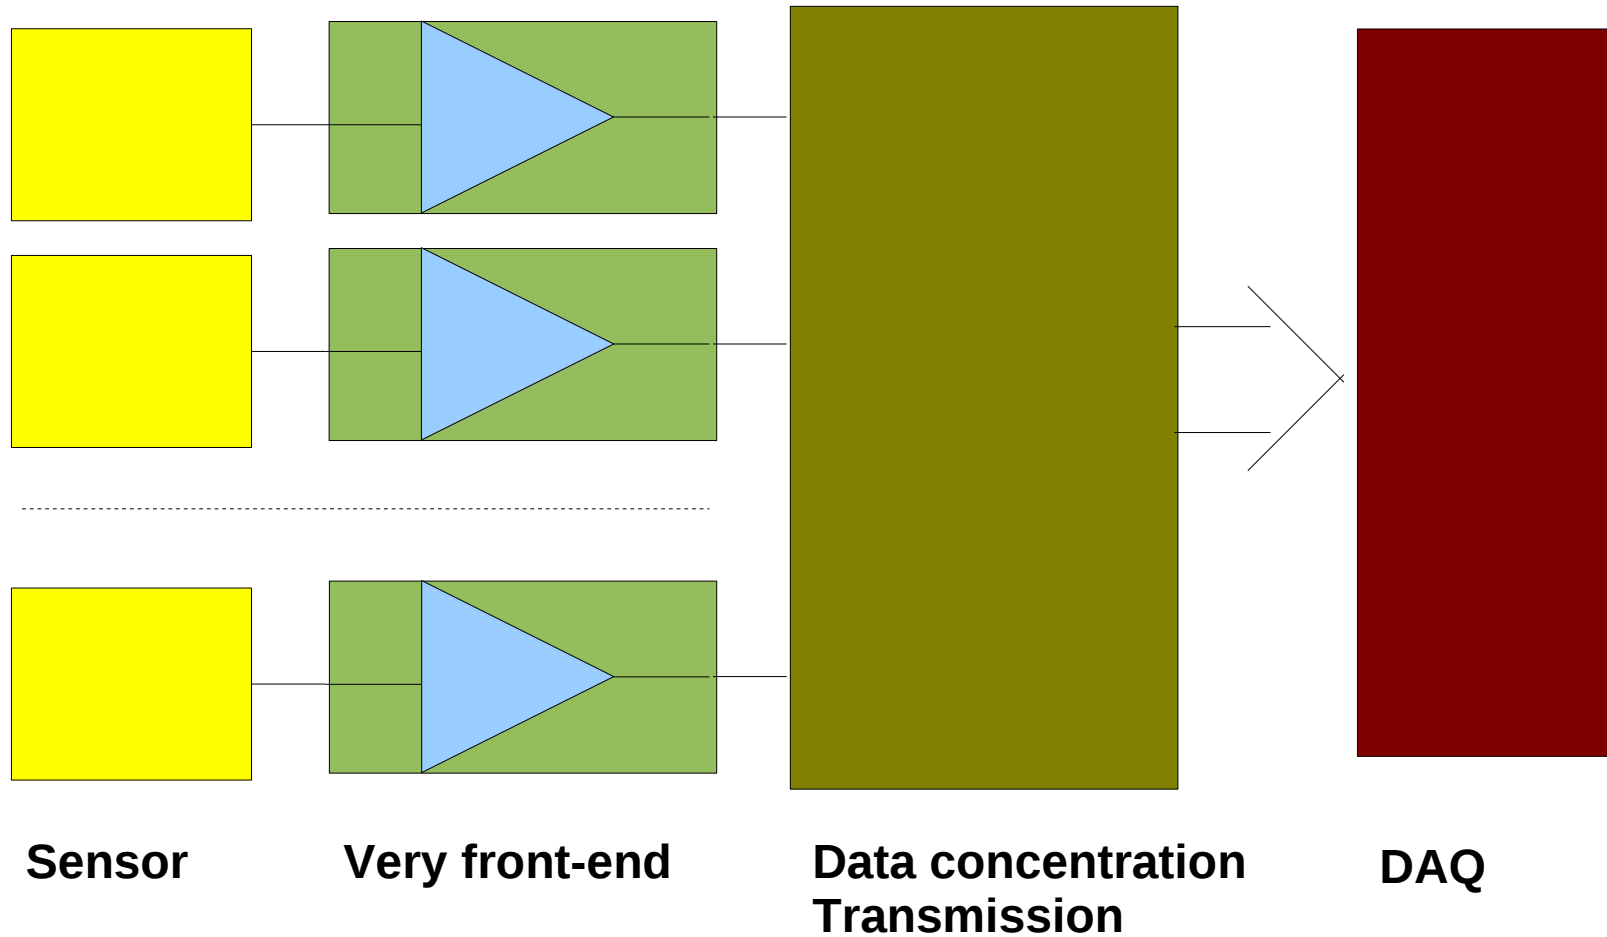 Sensor
Very front-end
Data concentration
Transmission
DAQ